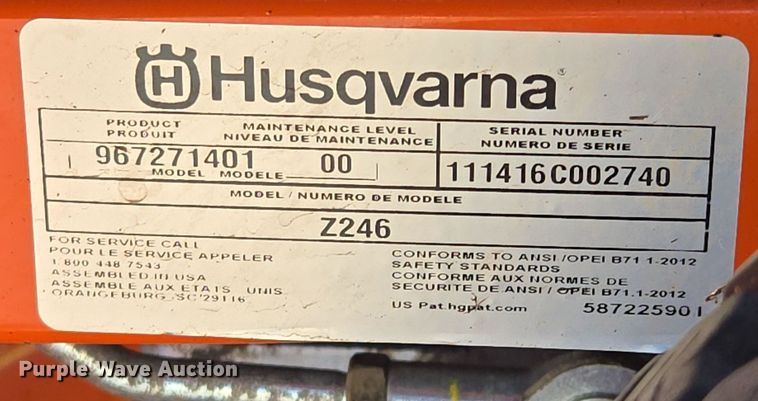 H Husqvarna
PRODUCT MAINTENANCE LEVEL SERIAL NUMBER
PRODUIT NIVEAU DE MAINTENANCE NUMERO DE SERIE
967271401 00 111416C002740
MODEL MODELE
MODEL / NUMERO DE MODELE
Z246
FOR SERVICE CALL
POUR LE SERVICE APPELER
1 800 448 7543
ASSEMBLED IN USA
ASSEMBLE AUX ETATS UNIS
ORANGEBURG, SC 29116
CONFORMS TO ANSI /OPEI B71 1-2012
SAFETY STANDARDS
CONFORME AUX NORMES DE
SECURITE DE ANSI / OPEI B71.1-2012
US Pat.hqpat.com 587225901
Purple Wave Auction